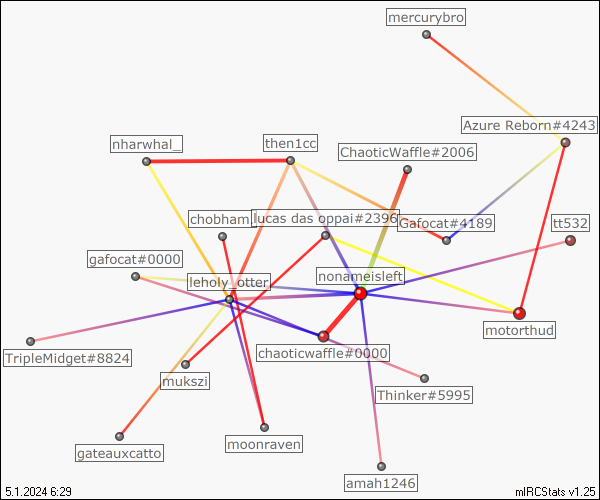 mercurybro
Azure Reborn#4243
nharwhal_
then1cc
ChaoticWaffle#2006
chobham
lucas das oppai#2396
Gafocat#4189
tt532
gafocat#0000
leholy_otter
nonameisleft
motorthud
chaoticwaffle#0000
TripleMidget#8824
mukszi
Thinker#5995
gateauxcatto
moonraven
amah1246
5.1.2024 6:29
mIRCStats v1.25